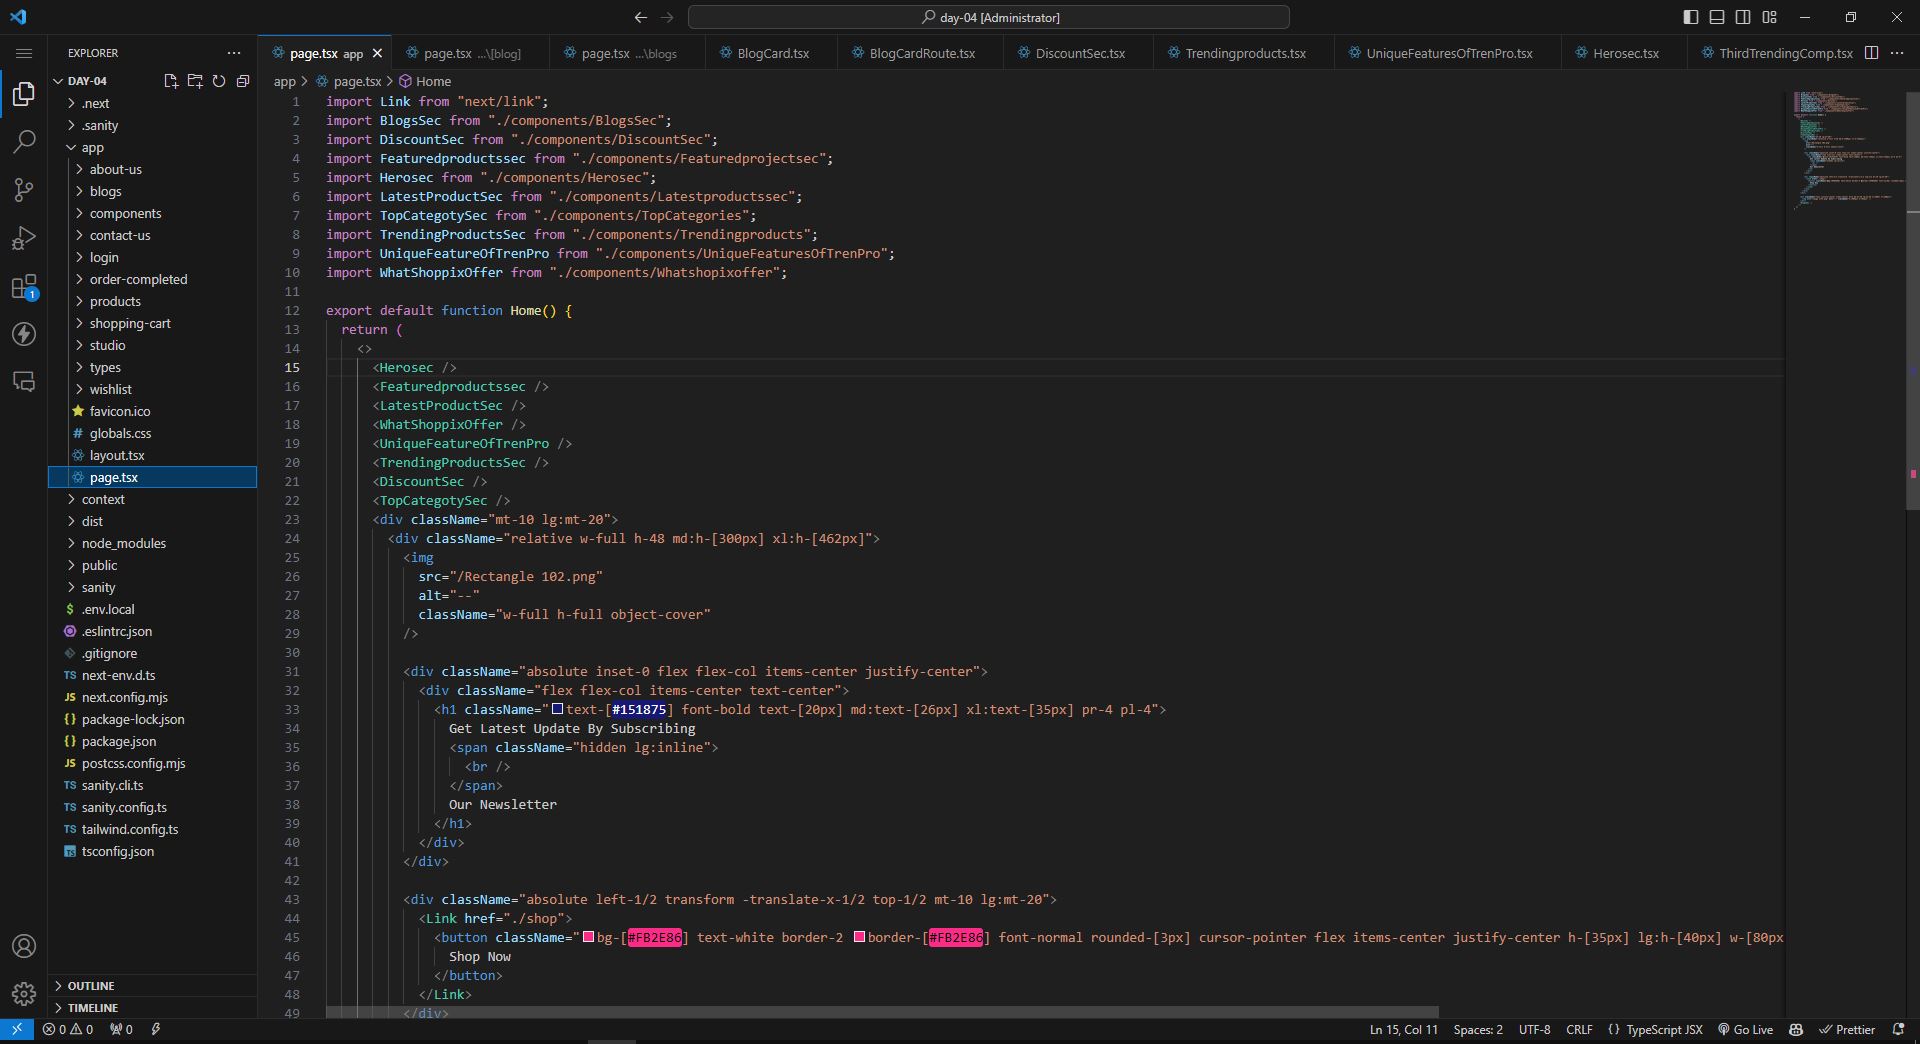 day-04 [Administrator]
EXPLORER
page.tsx app
page.tsx ...\[blog]
page.tsx ...\blogs
BlogCard.tsx
BlogCardRoute.tsx
DiscountSec.tsx
Trendingproducts.tsx
UniqueFeaturesOfTrenPro.tsx
Herosec.tsx
ThirdTrendingComp.tsx
DAY-04
.next
.sanity
app
about-us
blogs
components
contact-us
login
order-completed
products
shopping-cart
studio
types
wishlist
favicon.ico
# globals.css
layout.tsx
page.tsx
context
dist
node_modules
public
sanity
$ .env.local
.eslintrc.json
.gitignore
TS next-env.d.ts
JS next.config.mjs
{} package-lock.json
{} package.json
JS postcss.config.mjs
TS sanity.cli.ts
TS sanity.config.ts
TS tailwind.config.ts
TS tsconfig.json
OUTLINE
TIMELINE
1
app > page.tsx > Home
1 import Link from "next/link";
2 import BlogsSec from "./components/BlogsSec";
3 import DiscountSec from "./components/DiscountSec";
4 import Featuredproductssec from "./components/Featuredprojectsec";
5 import Herosec from "./components/Herosec";
6 import LatestProductSec from "./components/Latestproductssec";
7 import TopCategotySec from "./components/TopCategories";
8 import TrendingProductsSec from "./components/Trendingproducts";
9 import UniqueFeatureOfTrenPro from "./components/UniqueFeaturesOfTrenPro";
10 import WhatShoppixOffer from "./components/Whatshopixoffer";
11
12 export default function Home() {
13 return (
14 <>
15 <Herosec />
16 <Featuredproductssec />
17 <LatestProductSec />
18 <WhatShoppixOffer />
19 <UniqueFeatureOfTrenPro />
20 <TrendingProductsSec />
21 <DiscountSec />
22 <TopCategotySec />
23 <div className="mt-10 lg:mt-20">
24 <div className="relative w-full h-48 md:h-[300px] xl:h-[462px]">
25 <img
26 src="/Rectangle 102.png"
27 alt="--"
28 className="w-full h-full object-cover"
29 />
30
31 <div className="absolute inset-0 flex flex-col items-center justify-center">
32 <div className="flex flex-col items-center text-center">
33 <h1 className="text-[#151875] font-bold text-[20px] md:text-[26px] xl:text-[35px] pr-4 pl-4">
34 Get Latest Update By Subscribing
35 <span className="hidden lg:inline">
36 <br />
37 </span>
38 Our Newsletter
39 </h1>
40 </div>
41 </div>
42
43 <div className="absolute left-1/2 transform -translate-x-1/2 top-1/2 mt-10 lg:mt-20">
44 <Link href="./shop">
45 <button className="bg-[#FB2E86] text-white border-2 border-[#FB2E86] font-normal rounded-[3px] cursor-pointer flex items-center justify-center h-[35px] lg:h-[40px] w-[80px
46 Shop Now
47 </button>
48 </Link>
49 </div>
0 0 0
Ln 15, Col 11 Spaces: 2 UTF-8 CRLF {} TypeScript JSX Go Live Prettier